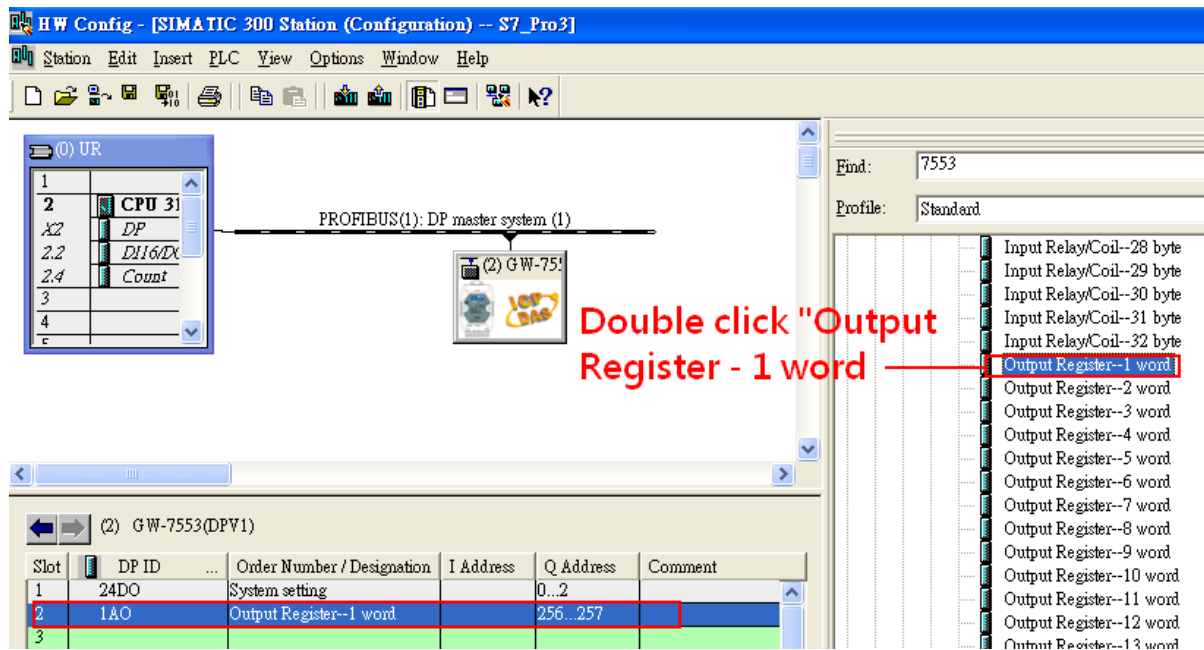 HW Config - [SIMATIC 300 Station (Configuration) -- S7_Pro3]
Station Edit Insert PLC View Options Window Help
(0) UR
1
2 CPU 31
X2 DP
2.2 DI16/DO
2.4 Count
3
4
PROFIBUS(1): DP master system (1)
(2) GW-755
ICP
DAS
Double click "Output
Register - 1 word
Find: 7553
Profile: Standard
Input Relay/Coil--28 byte
Input Relay/Coil--29 byte
Input Relay/Coil--30 byte
Input Relay/Coil--31 byte
Input Relay/Coil--32 byte
Output Register--1 word
Output Register--2 word
Output Register--3 word
Output Register--4 word
Output Register--5 word
Output Register--6 word
Output Register--7 word
Output Register--8 word
Output Register--9 word
Output Register--10 word
Output Register--11 word
Output Register--12 word
Output Register--13 word
(2) GW-7553(DPV1)
Slot DP ID ... Order Number / Designation I Address Q Address Comment
1 24DO System setting 0...2
2 1AO Output Register--1 word 256...257
3